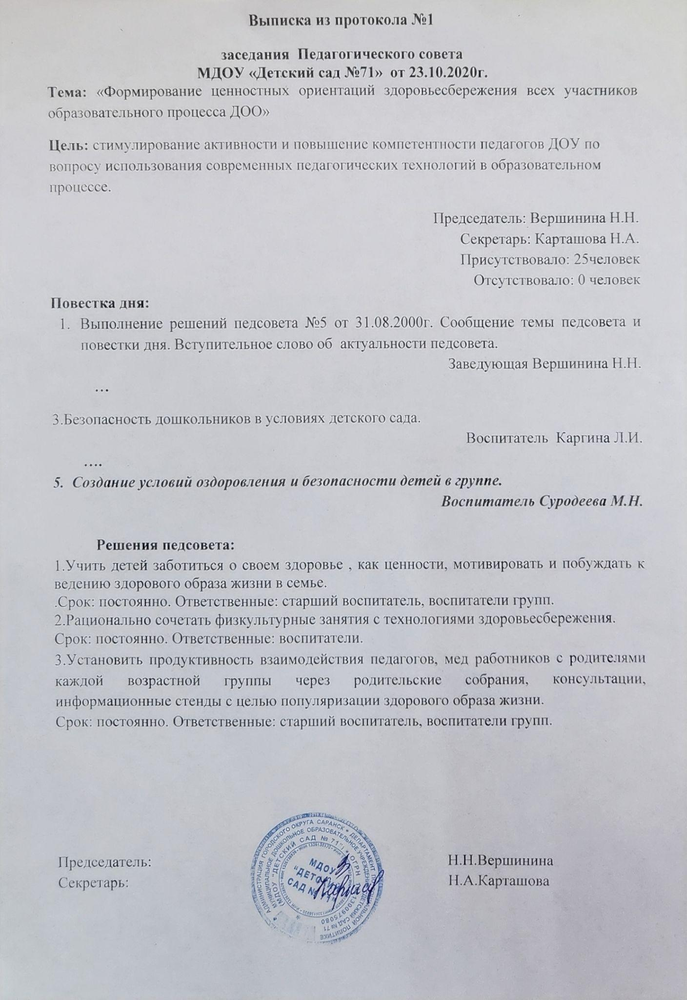 Выписка из протокола №1
заседания Педагогического совета
МДОУ «Детский сад №71» от 23.10.2020г.
Тема: «Формирование ценностных ориентаций здоровьесбережения всех участников
образовательного процесса ДОО»
Цель: стимулирование активности и повышение компетентности педагогов ДОУ по
вопросу использования современных педагогических технологий в образовательном
процессе.
Председатель: Вершинина Н.Н.
Секретарь: Карташова Н.А.
Присутствовало: 25человек
Отсутствовало: 0 человек
Повестка дня:
1. Выполнение решений педсовета №5 от 31.08.2000г. Сообщение темы педсовета и
повестки дня. Вступительное слово об актуальности педсовета.
Заведующая Вершинина Н.Н.
...
3.Безопасность дошкольников в условиях детского сада.
Воспитатель Каргина Л.И.
....
5. Создание условий оздоровления и безопасности детей в группе.
Воспитатель Суродеева М.Н.
Решения педсовета:
1.Учить детей заботиться о своем здоровье , как ценности, мотивировать и побуждать к
ведению здорового образа жизни в семье.
.Срок: постоянно. Ответственные: старший воспитатель, воспитатели групп.
2.Рационально сочетать физкультурные занятия с технологиями здоровьесбережения.
Срок: постоянно. Ответственные: воспитатели.
3.Установить продуктивность взаимодействия педагогов, мед работников с родителями
каждой возрастной группы через родительские собрания, консультации,
информационные стенды с целью популяризации здорового образа жизни.
Срок: постоянно. Ответственные: старший воспитатель, воспитатели групп.
АДМИНИСТРАЦИЯ ГОРОДСКОГО ОКРУГА САРАНСК * ДЕПАРТАМЕНТ ПО СОЦИАЛЬНОЙ ПОЛИТИКЕ
МУНИЦИПАЛЬНОЕ ДОШКОЛЬНОЕ ОБРАЗОВАТЕЛЬНОЕ УЧРЕЖДЕНИЕ "ДЕТСКИЙ САД № 71
(МДОУ "ДЕТСКИЙ САД № 71") * ОГРН
МДОУ
"ДЕТСКИЙ
САД № 71"
Председатель: Н.Н.Вершинина
Секретарь: Н.А.Карташова